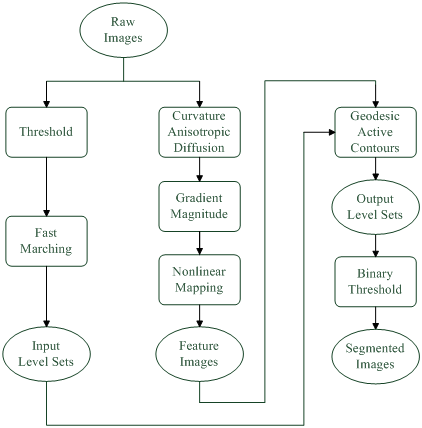 Raw
Images
Threshold
Fast
Marching
Input
Level Sets
Curvature
Anisotropic
Diffusion
Gradient
Magnitude
Nonlinear
Mapping
Feature
Images
Geodesic
Active
Contours
Output
Level Sets
Binary
Threshold
Segmented
Images